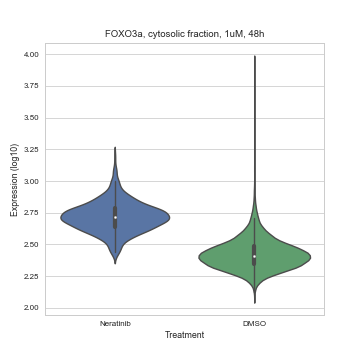 FOXO3a, cytosolic fraction, 1uM, 48h
4.00
3.75
3.50
3.25
3.00
2.75
2.50
2.25
2.00
Expression (log10)
Neratinib DMSO
Treatment